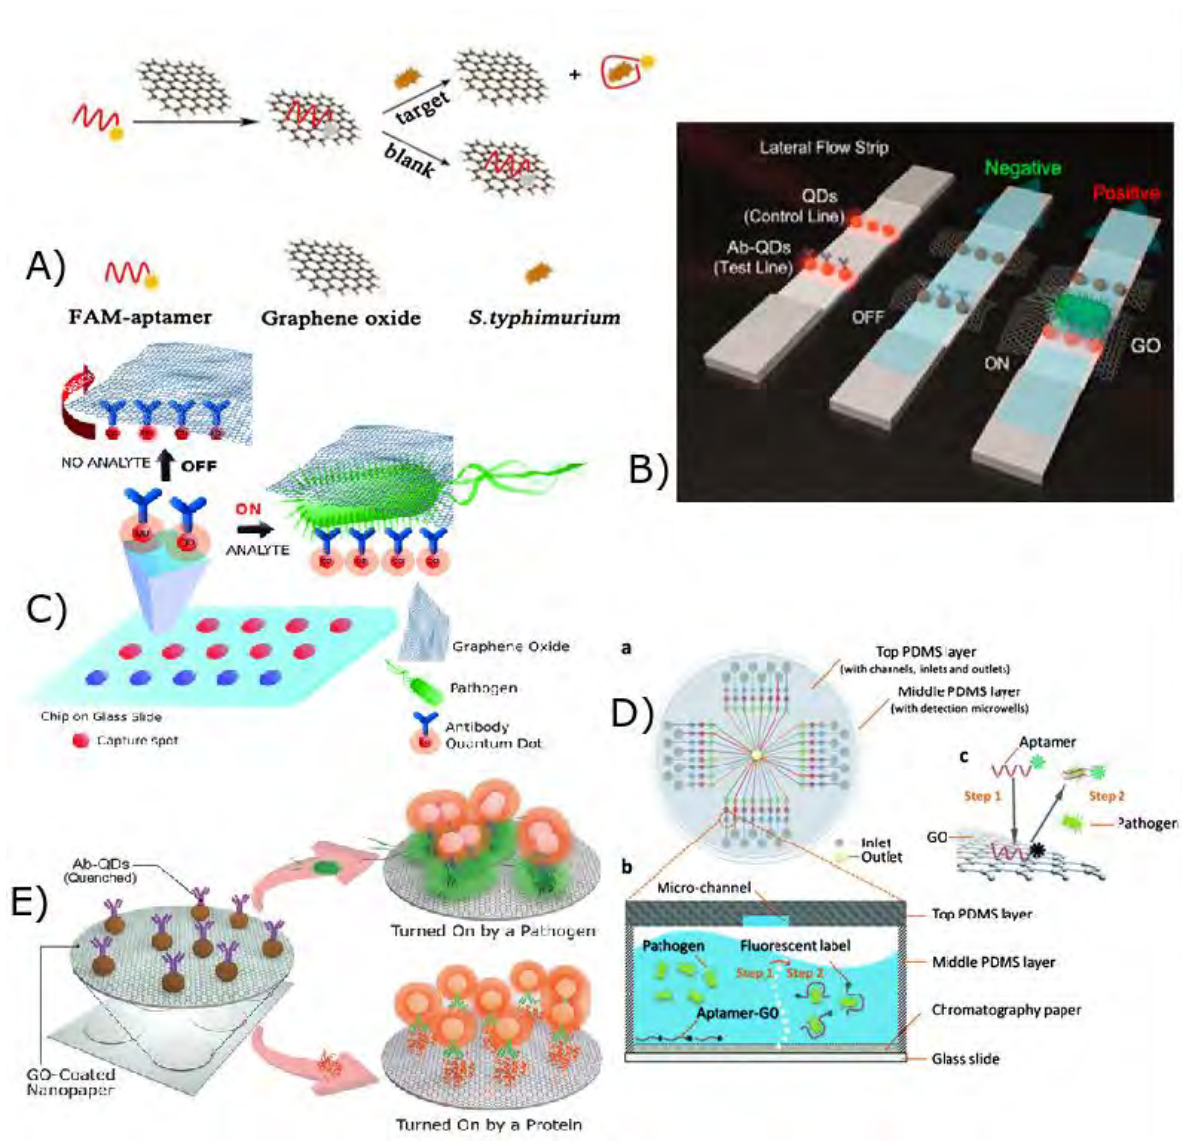 target
+
blank
A)
FAM-aptamer
Graphene oxide
S.typhimurium
Lateral Flow Strip
QDs
(Control Line)
Ab-QDs
(Test Line)
Negative
Positive
OFF
ON
GO
B)
NO ANALYTE
OFF
ON
ANALYTE
C)
Graphene Oxide
Pathogen
Antibody
Quantum Dot
Chip on Glass Slide
Capture spot
D)
a
Top PDMS layer
(with channels, inlets and outlets)
Middle PDMS layer
(with detection microwells)
Inlet
Outlet
c
Aptamer
Step 1
Step 2
Pathogen
GO
b
Micro-channel
Top PDMS layer
Pathogen
Fluorescent label
Step 1
Step 2
Middle PDMS layer
Aptamer-GO
Chromatography paper
Glass slide
E)
Ab-QDs
(Quenched)
GO-Coated
Nanopaper
Turned On by a Pathogen
Turned On by a Protein